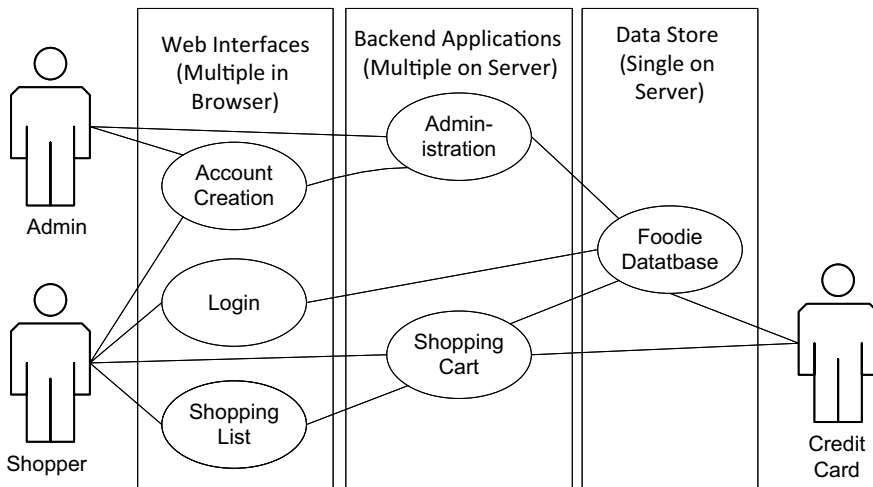 Web Interfaces
(Multiple in
Browser)
Backend Applications
(Multiple on Server)
Data Store
(Single on
Server)
Admin
Account
Creation
Admin-
istration
Foodie
Datatbase
Login
Shopping
Cart
Shopping
List
Shopper
Credit
Card